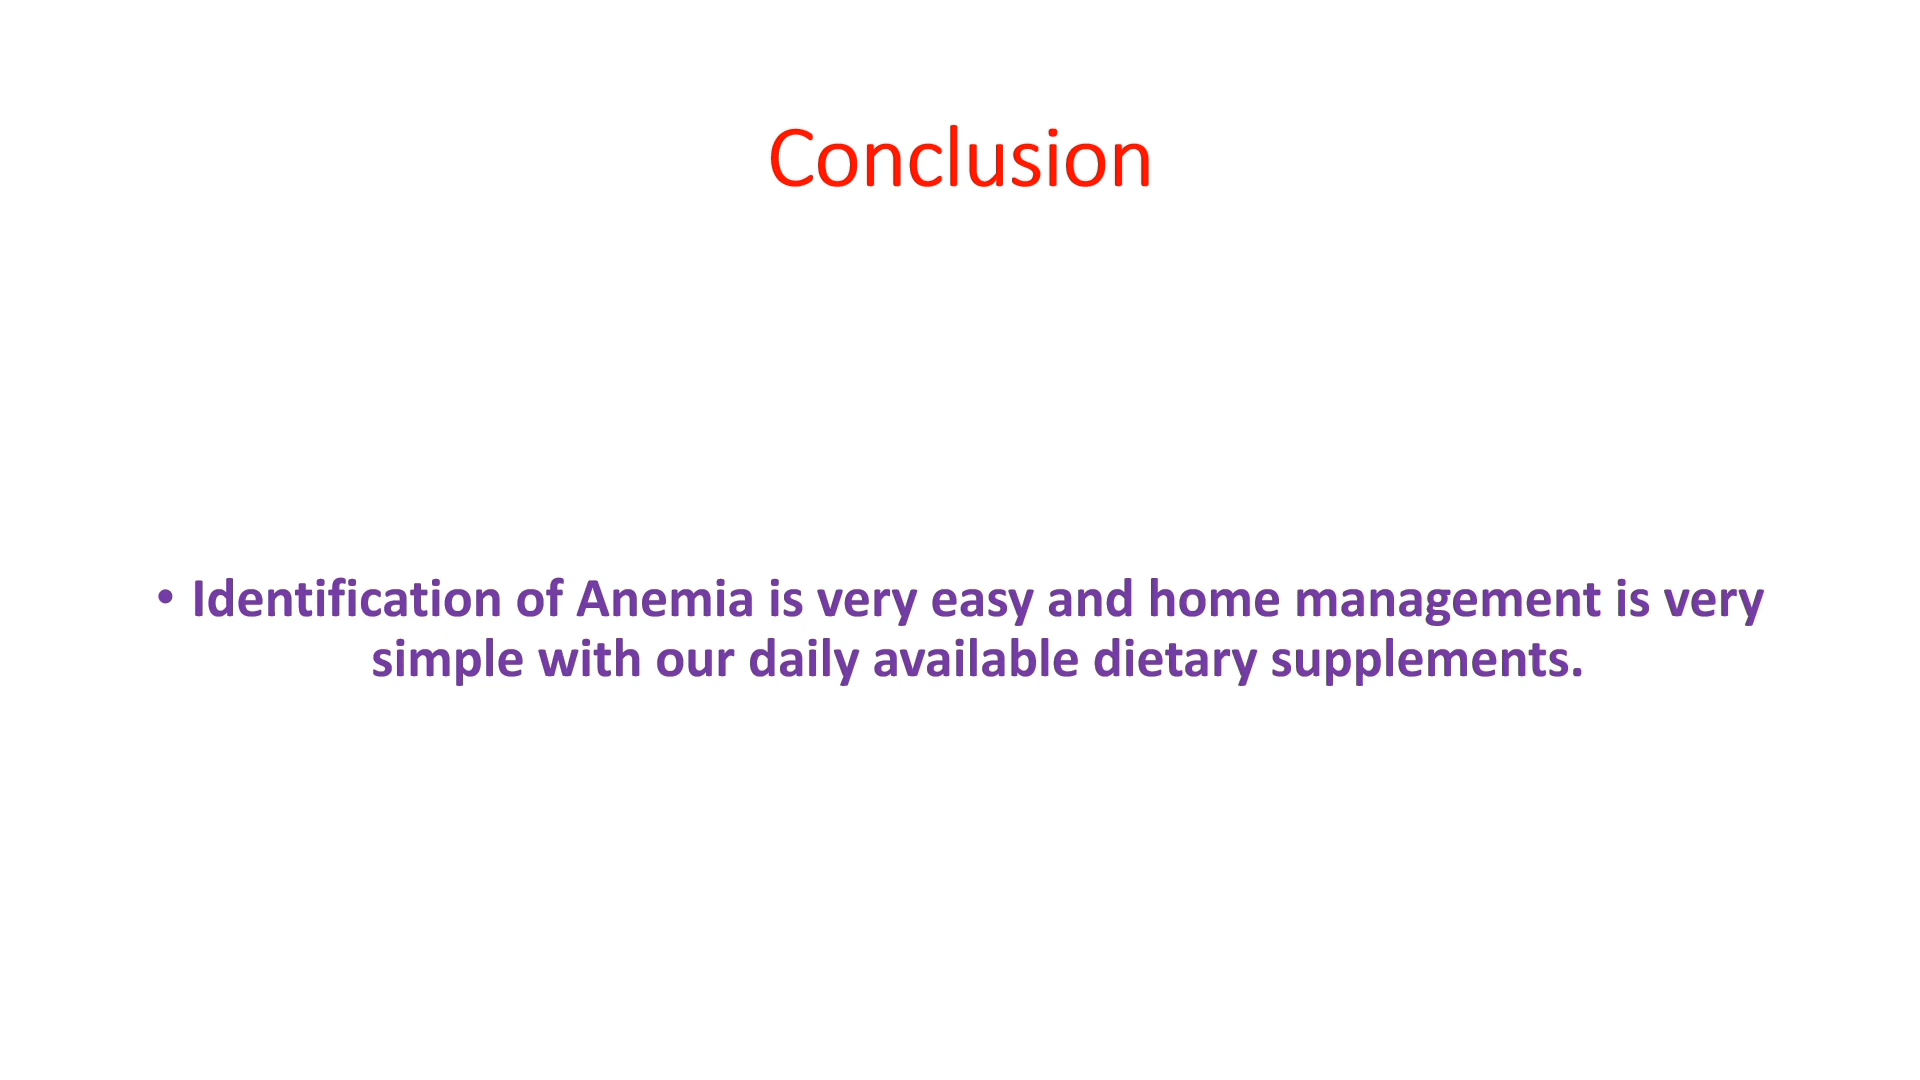 Conclusion
• Identification of Anemia is very easy and home management is very
simple with our daily available dietary supplements.